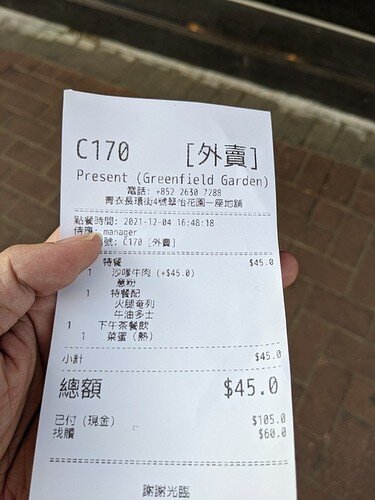 C170 [外賣]
Present (Greenfield Garden)
電話: +852 2630 7288
青衣長環街4號翠怡花園一座地舖
點餐時間: 2021-12-04 16:48:18
侍應: manager
號: C170 [外賣]
特餐 $45.0
1 沙嗲牛肉 (+$45.0)
意粉
1 特餐配
火腿奄列
牛油多士
1 下午茶餐飲
1 菜蜜 (熱)
小計 $45.0
總額 $45.0
已付 (現金) $105.0
找贖 $60.0
謝謝光臨